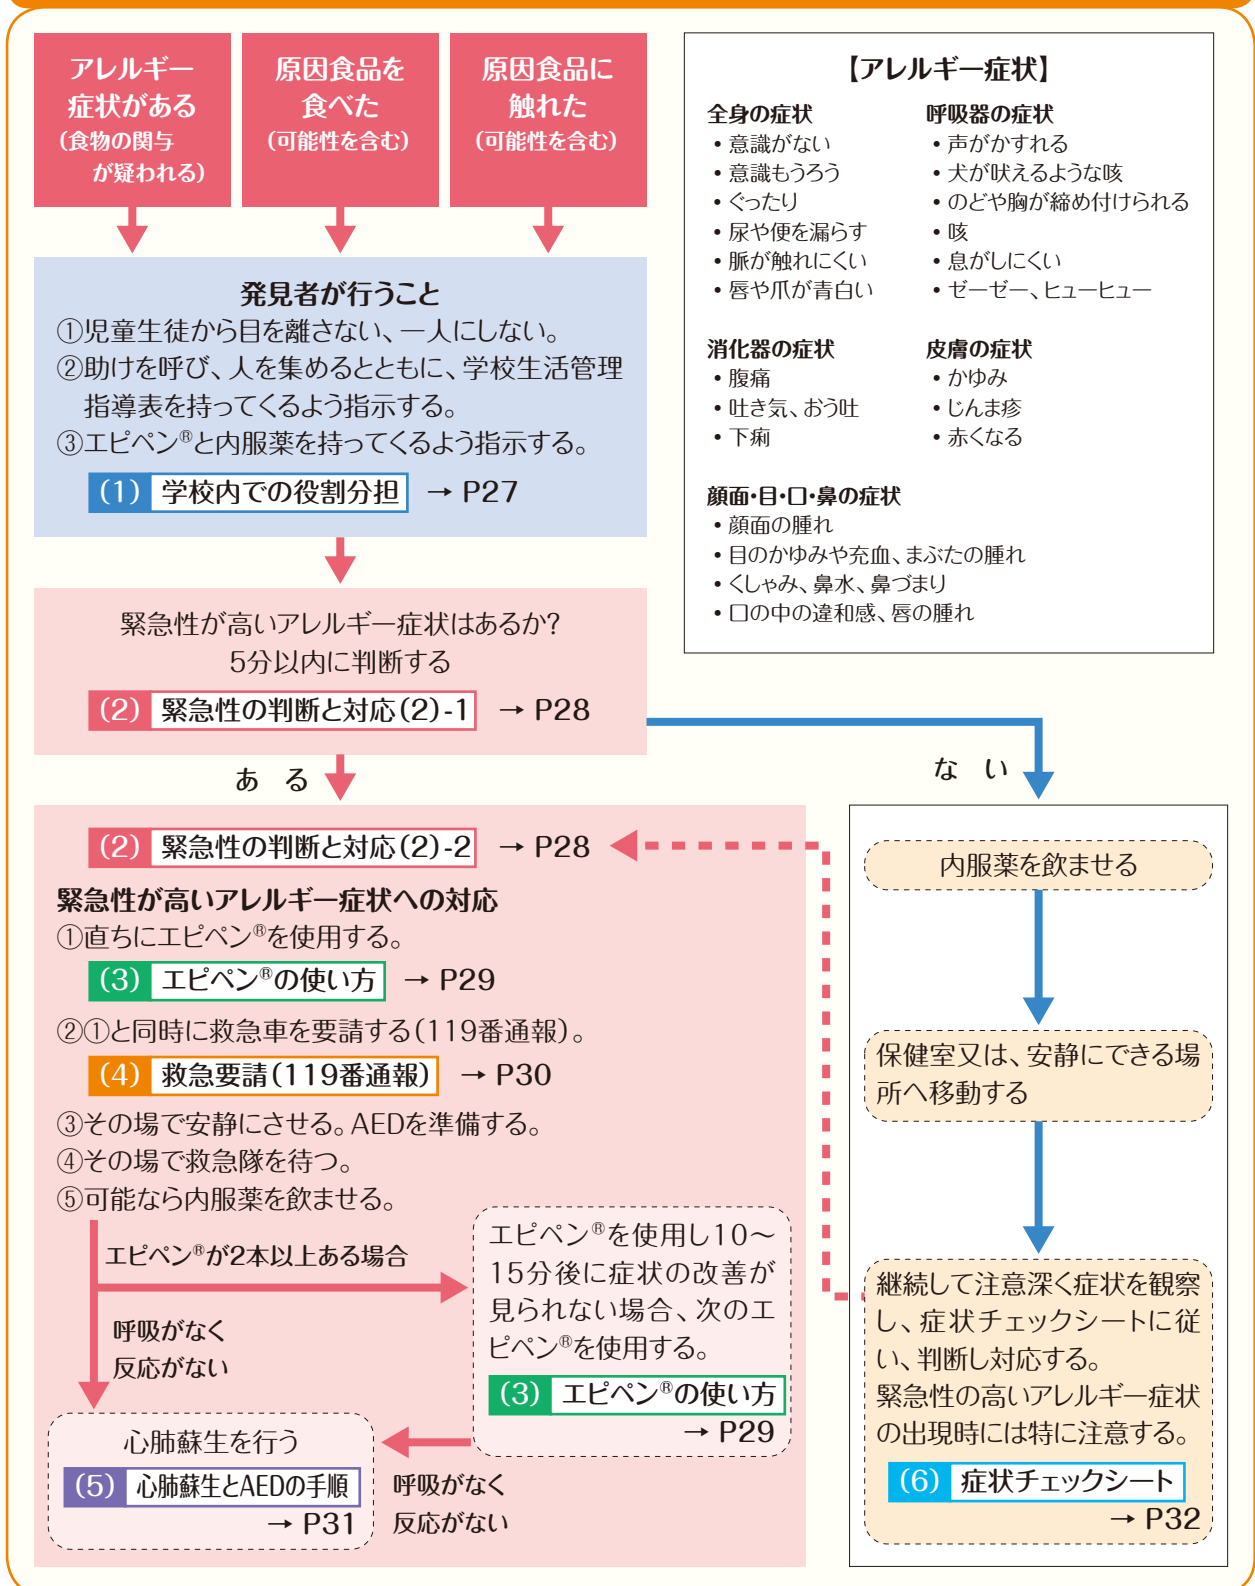 アレルギー
症状がある
(食物の関与
が疑われる)
原因食品を
食べた
(可能性を含む)
原因食品に
触れた
(可能性を含む)
【アレルギー症状】
全身の症状
・意識がない
・意識もうろう
・ぐったり
・尿や便を漏らす
・脈が触れにくい
・唇や爪が青白い
呼吸器の症状
・声がかすれる
・犬が吠えるような咳
・のどや胸が締め付けられる
・咳
・息がしにくい
・ゼーゼー、ヒューヒュー
消化器の症状
・腹痛
・吐き気、おう吐
・下痢
皮膚の症状
・かゆみ
・じんま疹
・赤くなる
顔面・目・口・鼻の症状
・顔面の腫れ
・目のかゆみや充血、まぶたの腫れ
・くしゃみ、鼻水、鼻づまり
・口の中の違和感、唇の腫れ
発見者が行うこと
①児童生徒から目を離さない、一人にしない。
②助けを呼び、人を集めるとともに、学校生活管理
指導表を持ってくるよう指示する。
③エピペン®と内服薬を持ってくるよう指示する。
(1) 学校内での役割分担 → P27
緊急性が高いアレルギー症状はあるか?
5分以内に判断する
(2) 緊急性の判断と対応(2)-1 → P28
ある
ない
(2) 緊急性の判断と対応(2)-2 → P28
緊急性が高いアレルギー症状への対応
①直ちにエピペン®を使用する。
(3) エピペン®の使い方 → P29
②①と同時に救急車を要請する(119番通報)。
(4) 救急要請(119番通報) → P30
③その場で安静にさせる。AEDを準備する。
④その場で救急隊を待つ。
⑤可能なら内服薬を飲ませる。
エピペン®が2本以上ある場合
呼吸がなく
反応がない
エピペン®を使用し10〜
15分後に症状の改善が
見られない場合、次のエ
ピペン®を使用する。
(3) エピペン®の使い方
→ P29
心肺蘇生を行う
(5) 心肺蘇生とAEDの手順
→ P31
呼吸がなく
反応がない
内服薬を飲ませる
保健室又は、安静にできる場
所へ移動する
継続して注意深く症状を観察
し、症状チェックシートに従
い、判断し対応する。
緊急性の高いアレルギー症状
の出現時には特に注意する。
(6) 症状チェックシート
→ P32